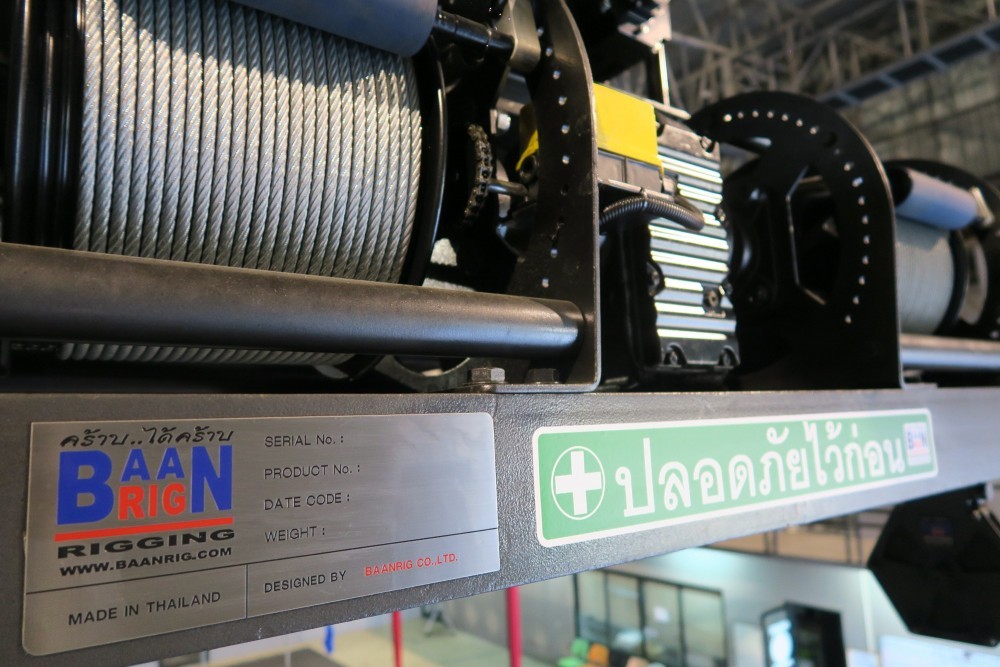 คร้าบ..ได้คร้าบ
BAAN
RIG
RIGGING
WWW.BAANRIG.COM
SERIAL No. :
PRODUCT No. :
DATE CODE :
WEIGHT :
MADE IN THAILAND
DESIGNED BY BAANRIG CO.,LTD.
ปลอดภัยไว้ก่อน